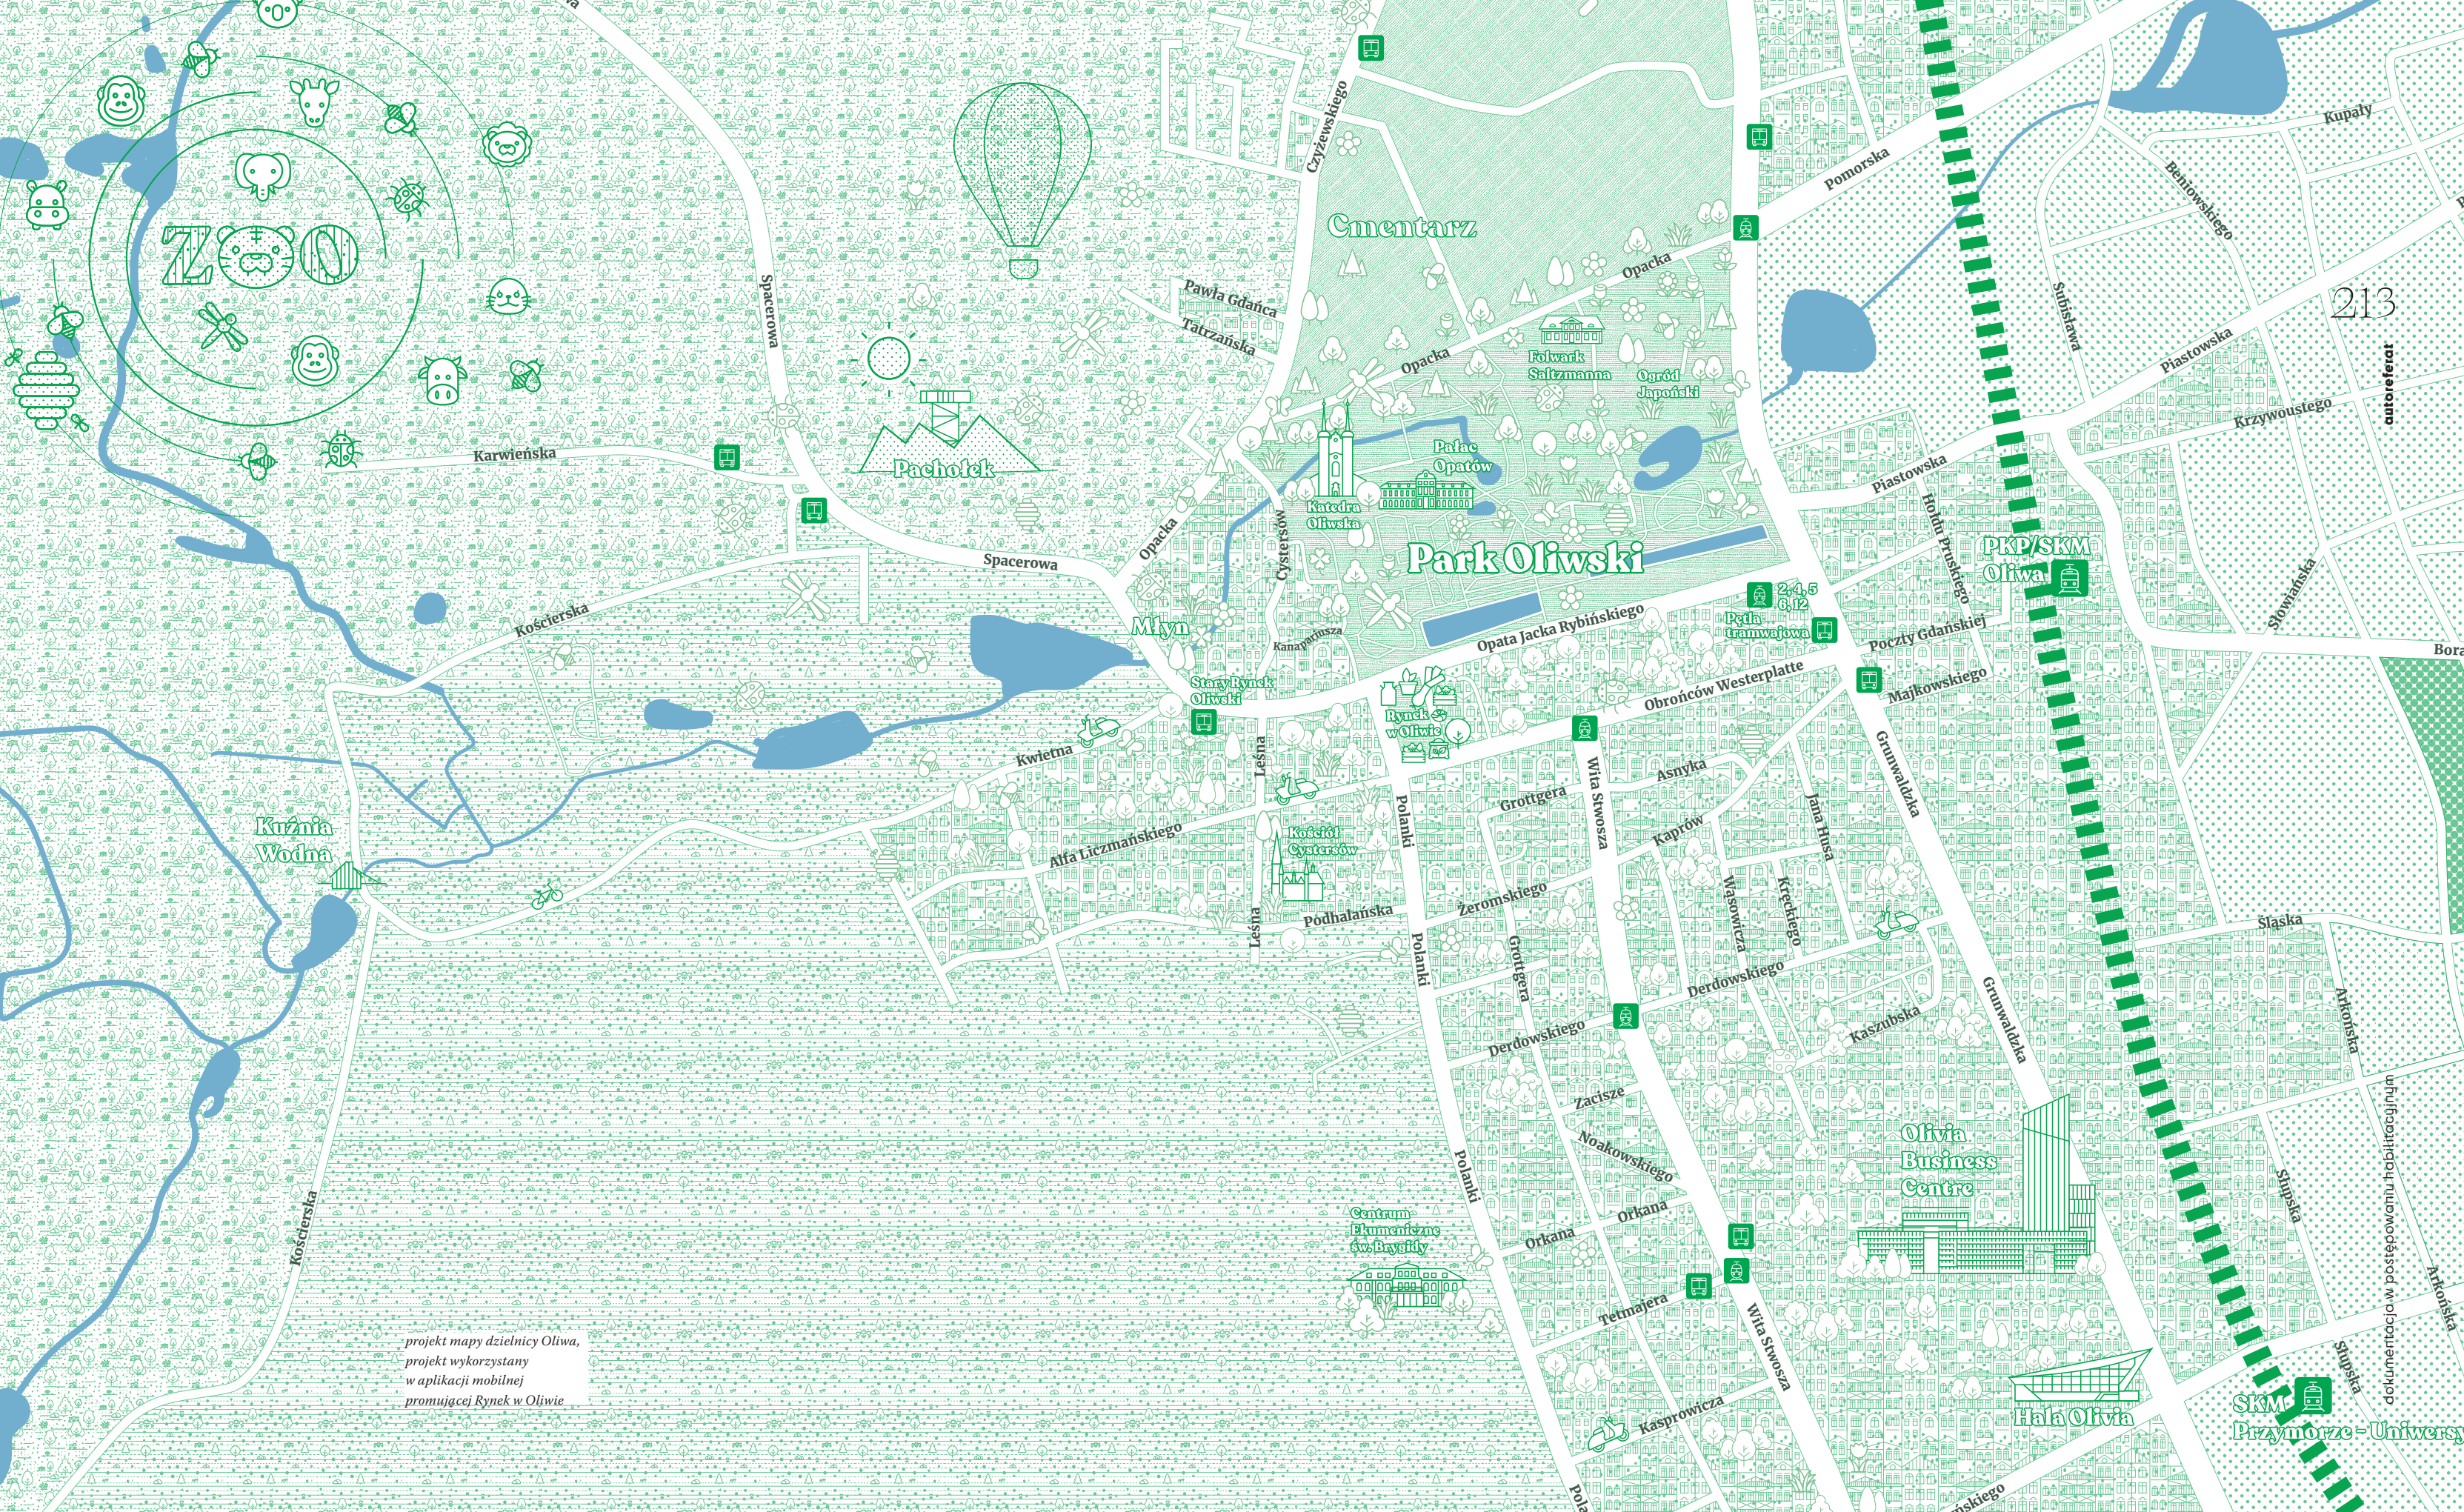 Czyżewskiego
Pomorska
Kupały
Beniowskiego
ZOO
Cmentarz
Opacka
Spacerowa
Pawła Gdańca
Tatrzańska
Subisława
213
Piastowska
autoreferat
Folwark
Saltzmanna
Ogród
Japoński
Opacka
Krzywoustego
Karwieńska
Pachołek
Pałac
Opatów
Katedra
Oliwska
Piastowska
Hołdu Pruskiego
Opacka
Cystersów
Spacerowa
Park Oliwski
PKP/SKM
Oliwa
Słowiańska
Kościerska
Młyn
Kanapariusza
Opata Jacka Rybińskiego
2, 4, 5
6, 12
Pętla
tramwajowa
Poczty Gdańskiej
Stary Rynek
Oliwski
Obrońców Westerplatte
Majkowskiego
Rynek
w Oliwie
Kwietna
Leśna
Wita Stwosza
Asnyka
Grunwaldzka
Grottgera
Kuźnia
Wodna
Alfa Liczmańskiego
Kościół
Cystersów
Polanki
Kaprów
Jana Husa
Leśna
Podhalańska
Żeromskiego
Wąsowicza
Kręckiego
Śląska
Polanki
Grottgera
Derdowskiego
Grunwaldzka
Arkońska
Derdowskiego
Kaszubska
Zacisze
Noakowskiego
Olivia
Business
Centre
Polanki
Kościerska
Centrum
Ekumeniczne
św. Brygidy
Orkana
Orkana
Słupska
dokumentacja w postępowaniu habilitacyjnym
Tetmajera
Wita Stwosza
Arkońska
projekt mapy dzielnicy Oliwa,
projekt wykorzystany
w aplikacji mobilnej
promującej Rynek w Oliwie
Słupska
Kasprowicza
Hala Olivia
SKM
Przymorze - Uniwersy